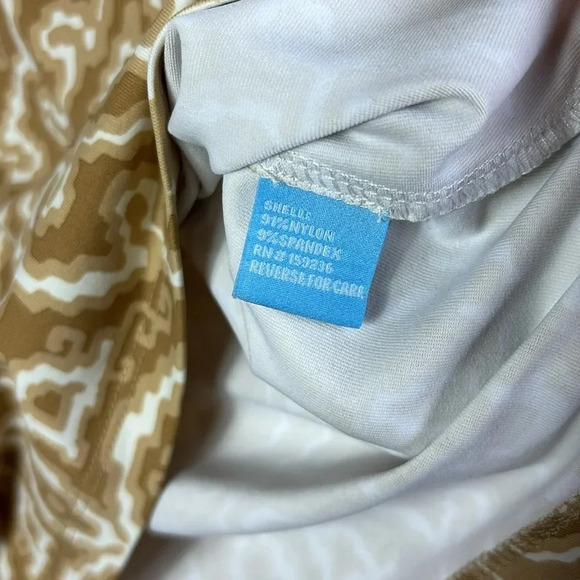 SHELL:
91%NYLON
9%SPANDEX
RN # 159236
REVERSE FOR CARE